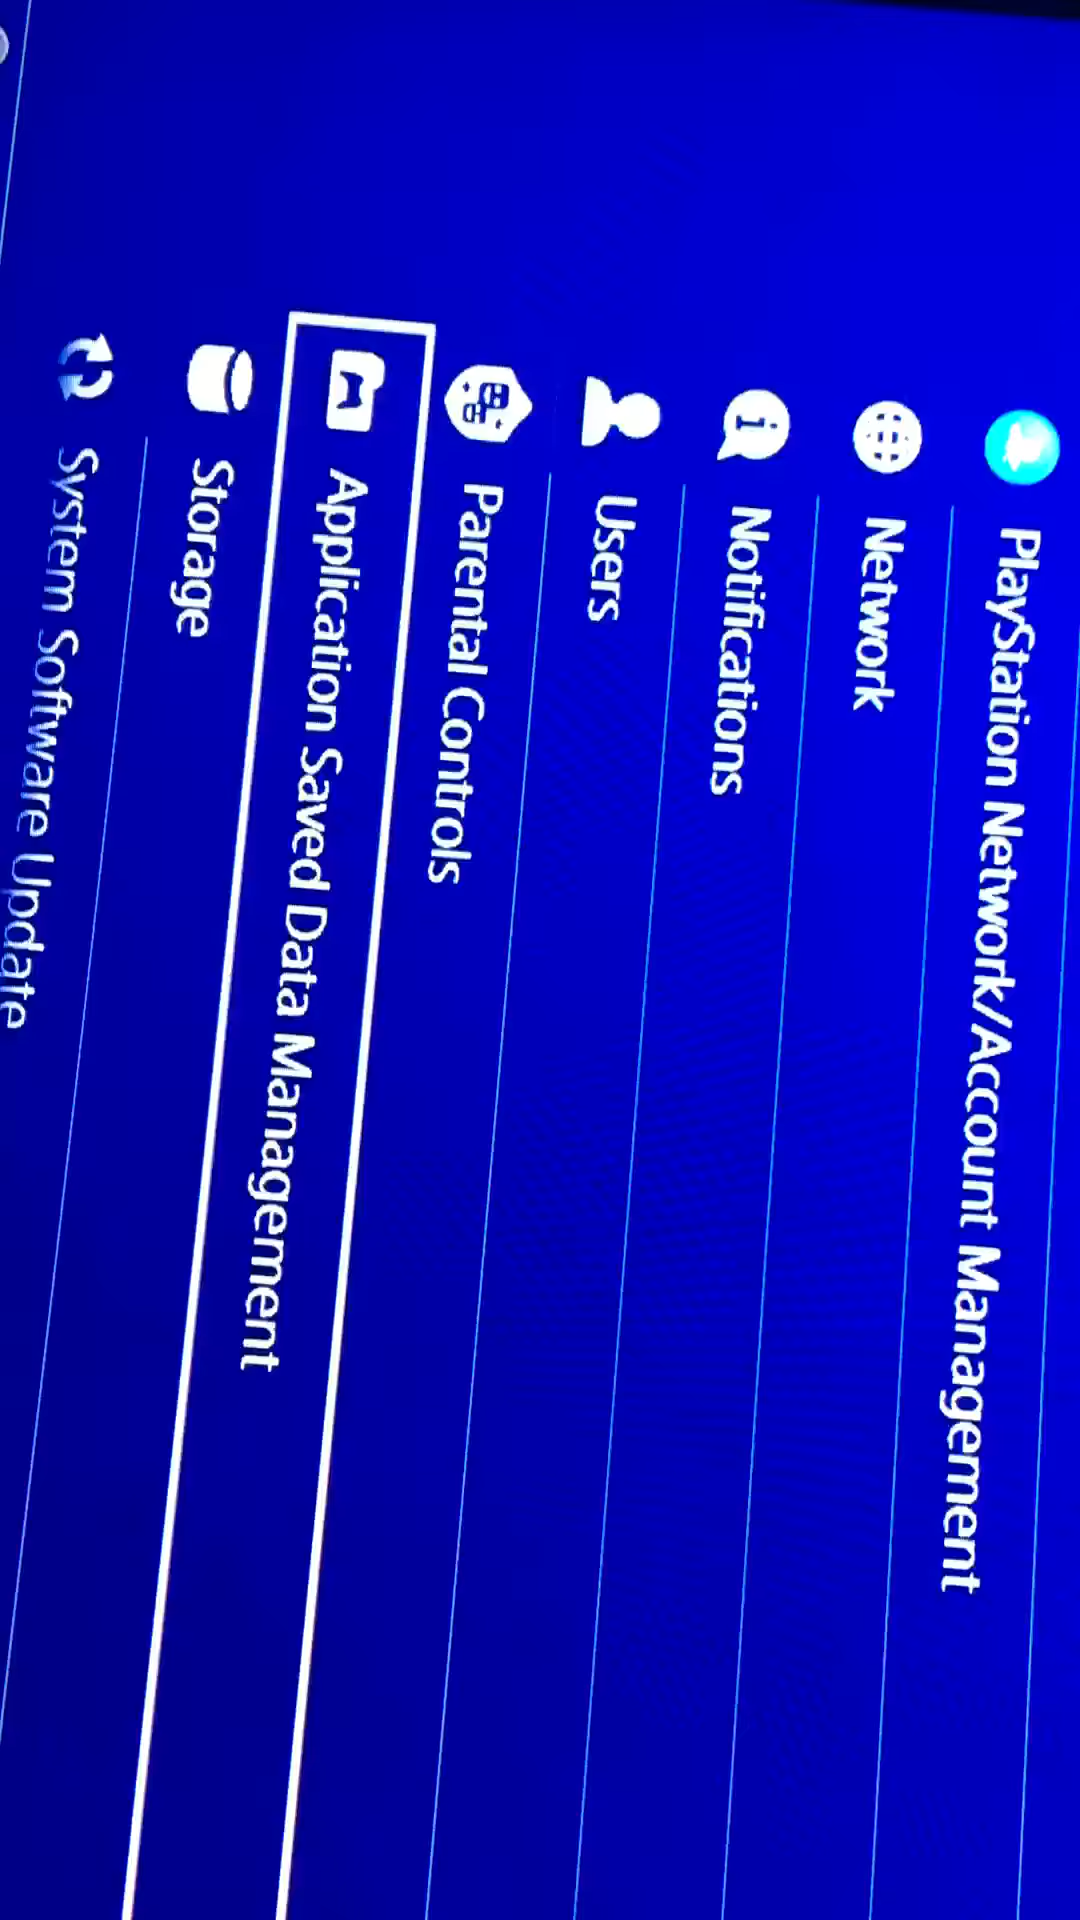 PlayStation Network/Account Management
Network
Notifications
Users
Parental Controls
Application Saved Data Management
Storage
System Software Update